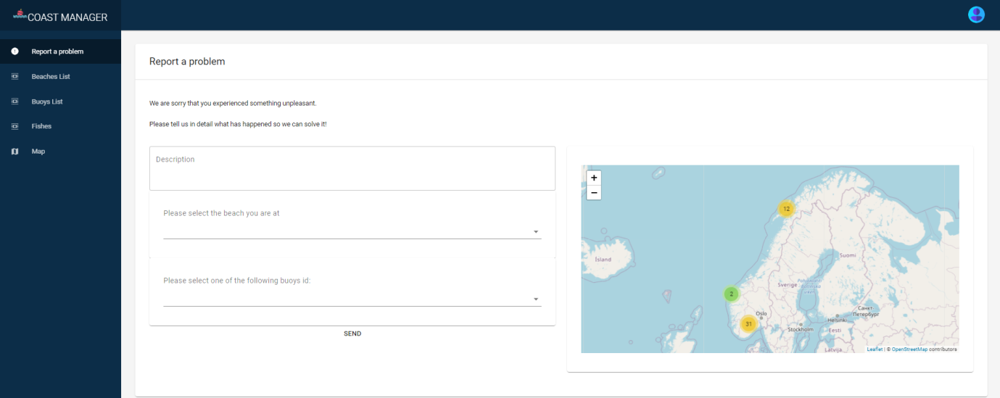 COAST MANAGER
Report a problem
Beaches List
Buoys List
Fishes
Map
Report a problem
We are sorry that you experienced something unpleasant.
Please tell us in detail what has happened so we can solve it!
Description
Please select the beach you are at
Please select one of the following buoys id:
SEND
+
−
12
Ísland
Suomi
Sverige
2
Oslo
31
Санкт
Петербург
Helsinki
Stockholm
Eesti
Latvija
Leaflet | © OpenStreetMap contributors